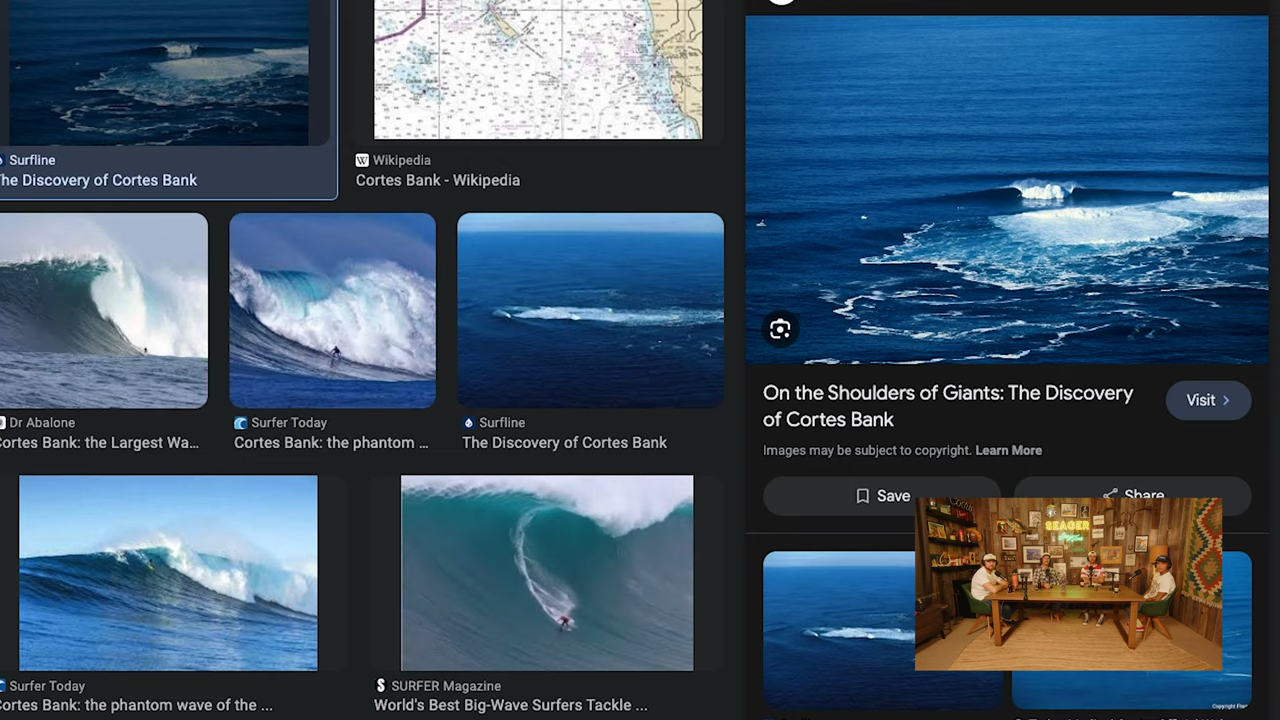 Surfline
The Discovery of Cortes Bank
Wikipedia
Cortes Bank - Wikipedia
Dr Abalone
Cortes Bank: the Largest Wa...
Surfer Today
Cortes Bank: the phantom ...
Surfline
The Discovery of Cortes Bank
Surfer Today
Cortes Bank: the phantom wave of the ...
SURFER Magazine
World's Best Big-Wave Surfers Tackle ...
On the Shoulders of Giants: The Discovery
of Cortes Bank
Visit
Images may be subject to copyright. Learn More
Save
Share
SEAGER